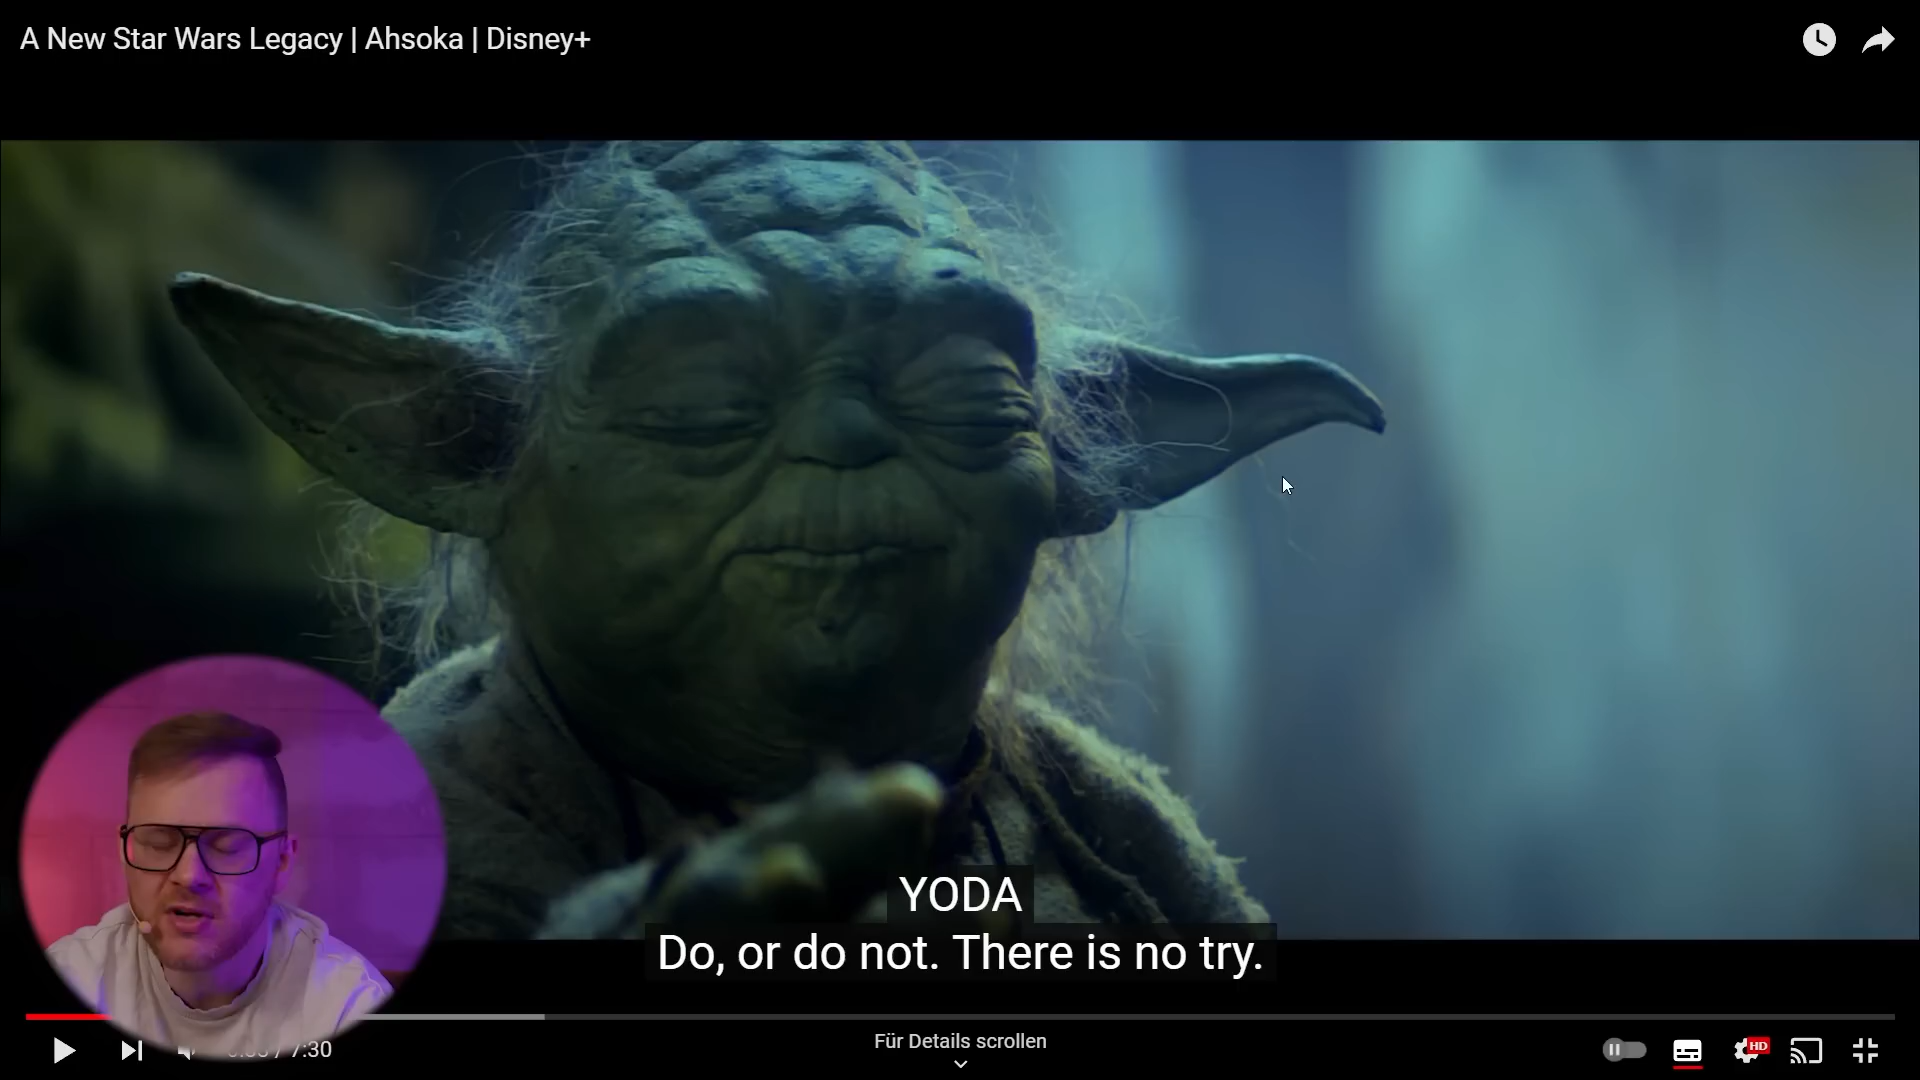 A New Star Wars Legacy | Ahsoka | Disney+
YODA
Do, or do not. There is no try.
/ 7:30
Für Details scrollen
HD